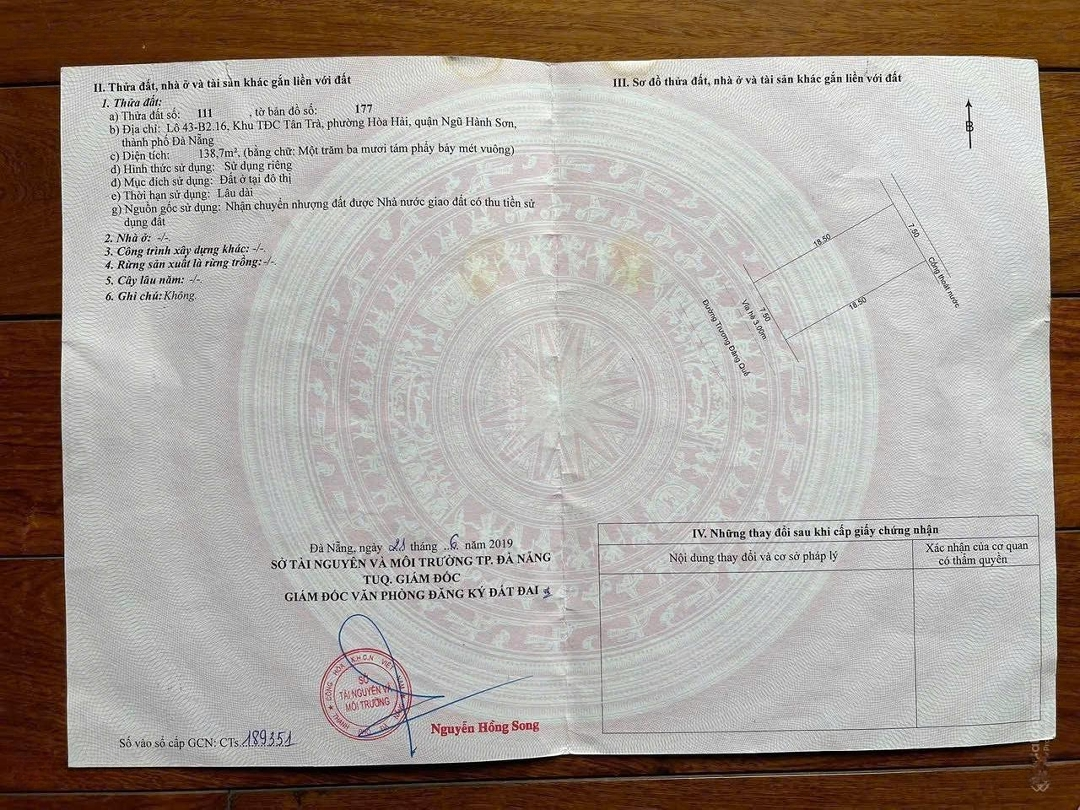 II. Thửa đất, nhà ở và tài sản khác gắn liền với đất
1. Thửa đất:
a) Thửa đất số: 111 , tờ bản đồ số: 177
b) Địa chỉ: Lô 43-B2.16, Khu TĐC Tân Trà, phường Hòa Hải, quận Ngũ Hành Sơn,
thành phố Đà Nẵng
c) Diện tích: 138,7m², (bằng chữ: Một trăm ba mươi tám phẩy bảy mét vuông)
d) Hình thức sử dụng: Sử dụng riêng
đ) Mục đích sử dụng: Đất ở tại đô thị
e) Thời hạn sử dụng: Lâu dài
g) Nguồn gốc sử dụng: Nhận chuyển nhượng đất được Nhà nước giao đất có thu tiền sử
dụng đất
2. Nhà ở: -/-
3. Công trình xây dựng khác: -/-.
4. Rừng sản xuất là rừng trồng: -/-.
5. Cây lâu năm: -/-.
6. Ghi chú: Không.
Đà Nẵng, ngày 21 tháng 6 năm 2019
SỞ TÀI NGUYÊN VÀ MÔI TRƯỜNG TP. ĐÀ NẴNG
TUQ. GIÁM ĐỐC
GIÁM ĐỐC VĂN PHÒNG ĐĂNG KÝ ĐẤT ĐAI
CỘNG HÒA X.H.C.N VIỆT NAM
SỞ
TÀI NGUYÊN VÀ
MÔI TRƯỜNG
Nguyễn Hồng Song
Số vào sổ cấp GCN: CTs 189351
III. Sơ đồ thửa đất, nhà ở và tài sản khác gắn liền với đất
B
18.50
7.50
Cống thoát nước
18.50
7.50
Vỉa hè 3.00m
Đường Trương Đăng Quế
IV. Những thay đổi sau khi cấp giấy chứng nhận
Nội dung thay đổi và cơ sở pháp lý
Xác nhận của cơ quan
có thẩm quyền